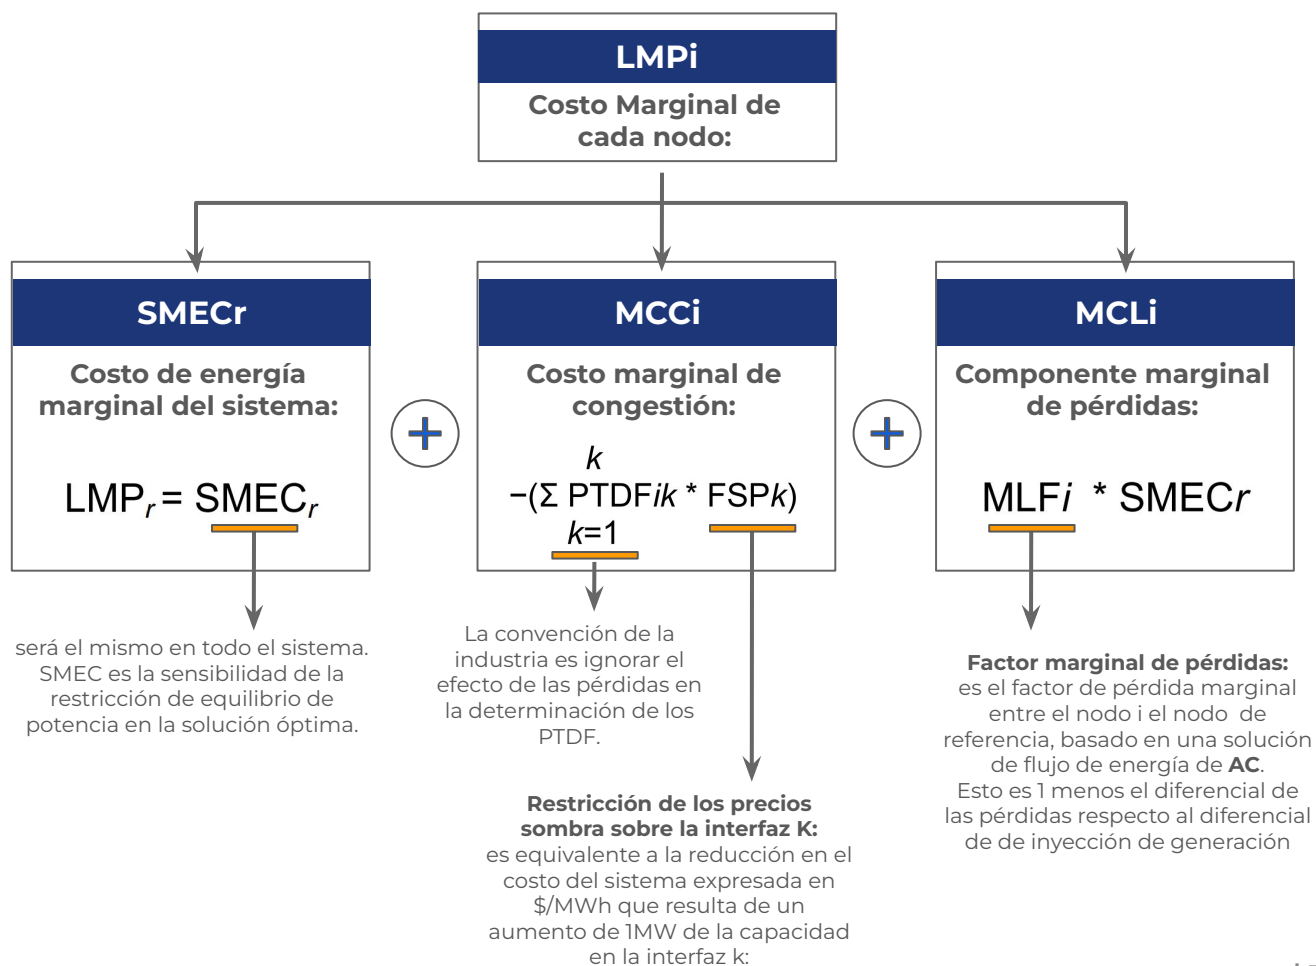 LMPi
Costo Marginal de
cada nodo:
SMECr
Costo de energía
marginal del sistema:
LMPr = SMECr
será el mismo en todo el sistema.
SMEC es la sensibilidad de la
restricción de equilibrio de
potencia en la solución óptima.
+
MCCi
Costo marginal de
congestión:
k
−(Σ PTDFik * FSPk)
k=1
La convención de la
industria es ignorar el
efecto de las pérdidas en
la determinación de los
PTDF.
Restricción de los precios
sombra sobre la interfaz K:
es equivalente a la reducción en el
costo del sistema expresada en
$/MWh que resulta de un
aumento de 1MW de la capacidad
en la interfaz k:
+
MCLi
Componente marginal
de pérdidas:
MLFi * SMECr
Factor marginal de pérdidas:
es el factor de pérdida marginal
entre el nodo i el nodo de
referencia, basado en una solución
de flujo de energía de AC.
Esto es 1 menos el diferencial de
las pérdidas respecto al diferencial
de de inyección de generación